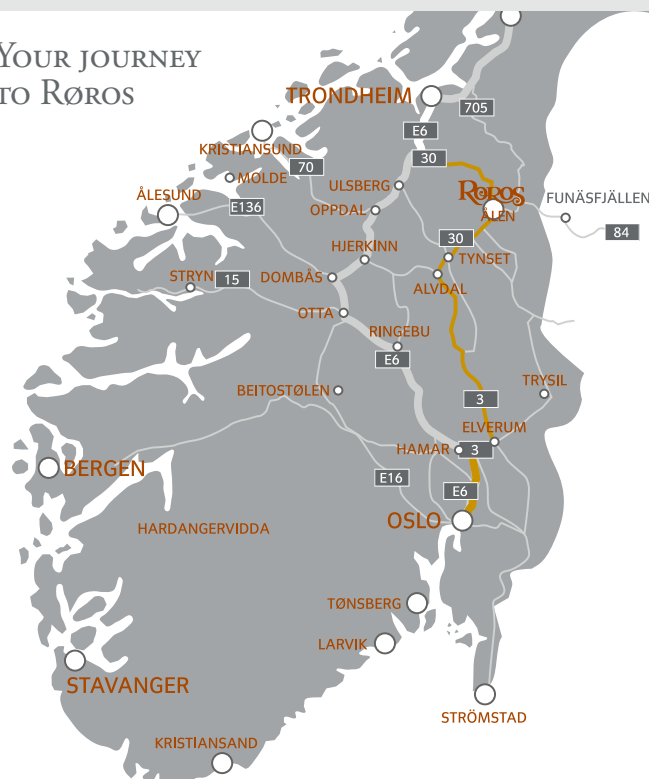 YOUR JOURNEY
TO RØROS
TRONDHEIM
705
E6
KRISTIANSUND
30
70
MOLDE
ULSBERG
RØROS
ÅLESUND
E136
FUNÄSFJÄLLEN
OPPDAL
ÅLEN
84
30
HJERKINN
TYNSET
STRYN
15
DOMBÅS
ALVDAL
OTTA
RINGEBU
E6
TRYSIL
BEITOSTØLEN
3
ELVERUM
HAMAR
3
BERGEN
E16
E6
HARDANGERVIDDA
OSLO
TØNSBERG
LARVIK
STAVANGER
STRÖMSTAD
KRISTIANSAND